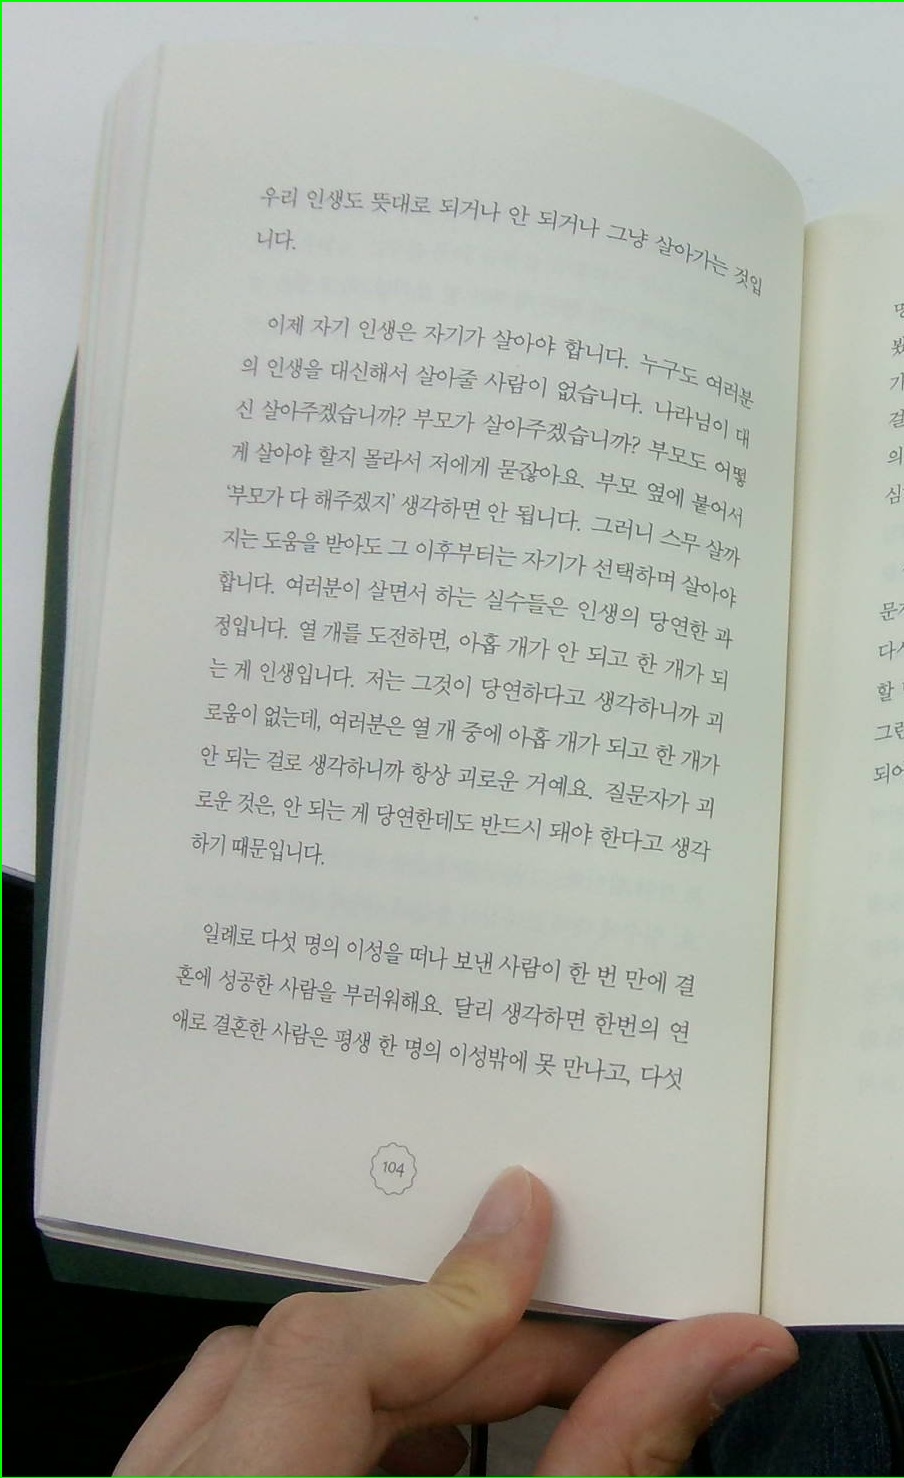 우리 인생도 뜻대로 되거나 안 되거나 그냥 살아가는 것입
니다.
이제 자기 인생은 자기가 살아야 합니다. 누구도 여러분
의 인생을 대신해서 살아줄 사람이 없습니다. 나라님이 대
신 살아주겠습니까? 부모가 살아주겠습니까? 부모도 어떻
게 살아야 할지 몰라서 저에게 묻잖아요. 부모 옆에 붙어서
‘부모가 다 해주겠지’ 생각하면 안 됩니다. 그러니 스무 살까
지는 도움을 받아도 그 이후부터는 자기가 선택하며 살아야
합니다. 여러분이 살면서 하는 실수들은 인생의 당연한 과
정입니다. 열 개를 도전하면, 아홉 개가 안 되고 한 개가 되
는 게 인생입니다. 저는 그것이 당연하다고 생각하니까 괴
로움이 없는데, 여러분은 열 개 중에 아홉 개가 되고 한 개가
안 되는 걸로 생각하니까 항상 괴로운 거예요. 질문자가 괴
로운 것은, 안 되는 게 당연한데도 반드시 돼야 한다고 생각
하기 때문입니다.
일례로 다섯 명의 이성을 떠나 보낸 사람이 한 번 만에 결
혼에 성공한 사람을 부러워해요. 달리 생각하면 한번의 연
애로 결혼한 사람은 평생 한 명의 이성밖에 못 만나고, 다섯
104
가
걸
의
심
문
다
할
그런
되어